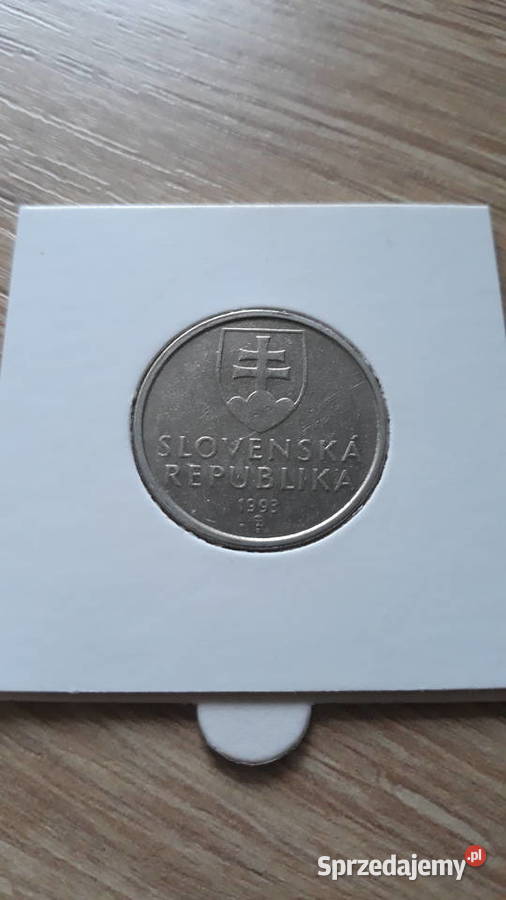 SLOVENSKÁ
REPUBLIKA
1993
Sprzedajemy.pl